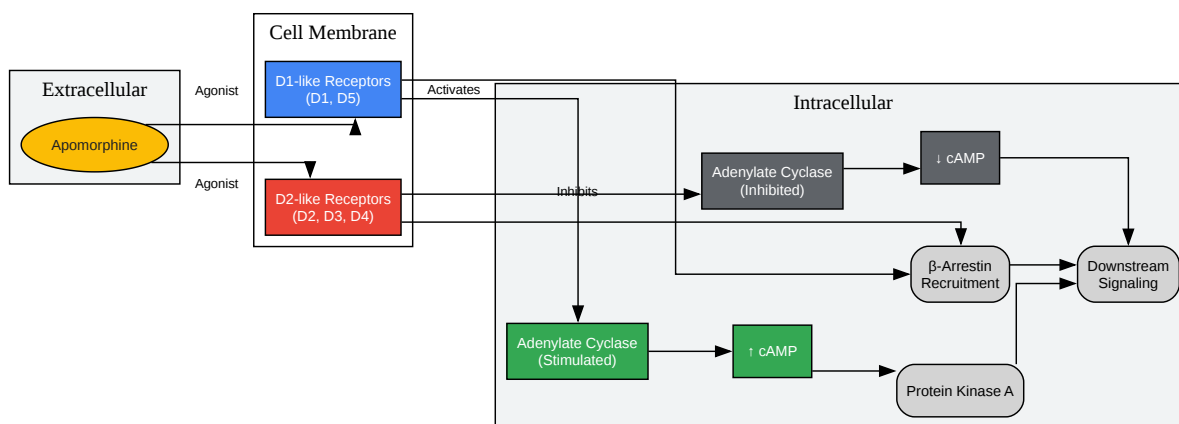 Cell Membrane
Extracellular
Agonist
D1-like Receptors
(D1, D5)
Activates
Intracellular
Apomorphine
Agonist
D2-like Receptors
(D2, D3, D4)
Inhibits
Adenylate Cyclase
(Inhibited)
↓ cAMP
β-Arrestin
Recruitment
Downstream
Signaling
Adenylate Cyclase
(Stimulated)
↑ cAMP
Protein Kinase A